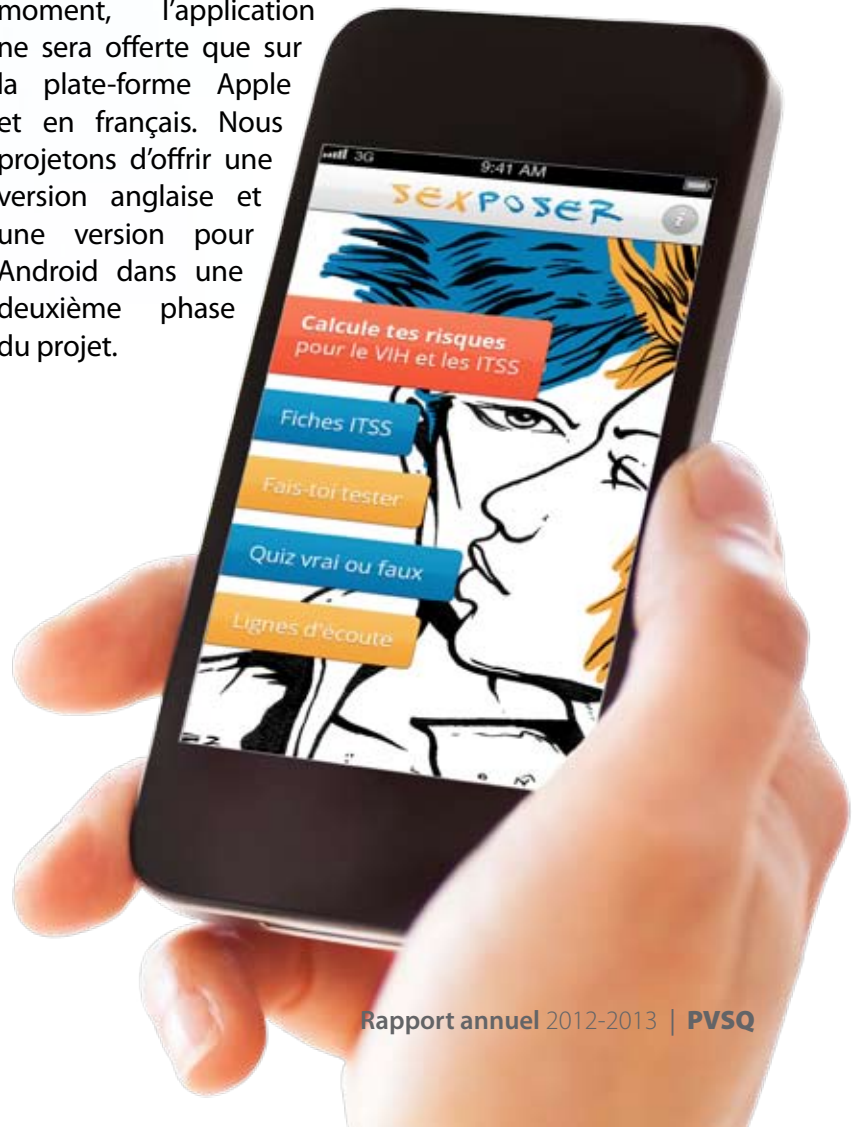 moment, l'application
ne sera offerte que sur
la plate-forme Apple
et en français. Nous
projetons d'offrir une
version anglaise et
une version pour
Android dans une
deuxième phase
du projet.
3G 9:41 AM
SEXPOSER
i
Calcule tes risques
pour le VIH et les ITSS
Fiches ITSS
Fais-toi tester
Quiz vrai ou faux
Lignes d'écoute
Rapport annuel 2012-2013 | PVSQ